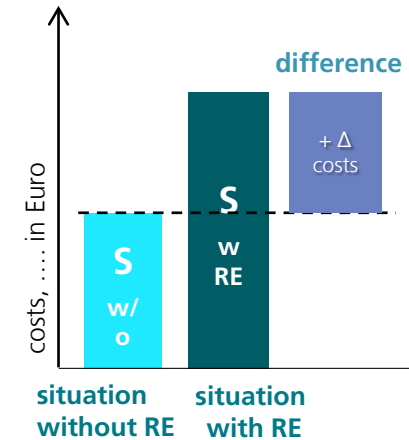 difference
+ Δ
costs
costs, .... in Euro
S
w/
o
S
w
RE
situation
without RE
situation
with RE